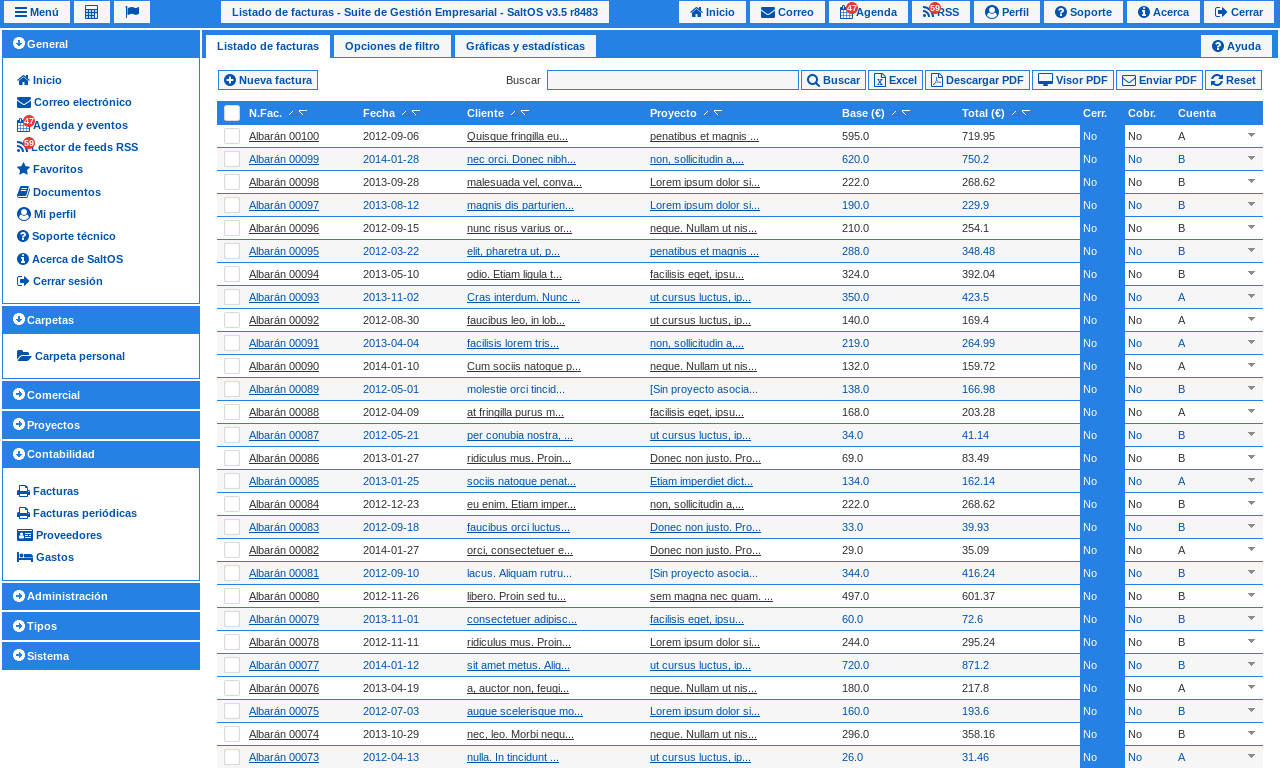 Menú
Listado de facturas - Suite de Gestión Empresarial - SaltOS v3.5 r8483
Inicio Correo 47 Agenda 59 RSS Perfil Soporte Acerca Cerrar
General
Inicio
Correo electrónico
47 Agenda y eventos
59 Lector de feeds RSS
Favoritos
Documentos
Mi perfil
Soporte técnico
Acerca de SaltOS
Cerrar sesión
Carpetas
Carpeta personal
Comercial
Proyectos
Contabilidad
Facturas
Facturas periódicas
Proveedores
Gastos
Administración
Tipos
Sistema
Listado de facturas Opciones de filtro Gráficas y estadísticas Ayuda
Nueva factura Buscar Buscar Excel Descargar PDF Visor PDF Enviar PDF Reset
N.Fac. Fecha Cliente Proyecto Base (€) Total (€) Cerr. Cobr. Cuenta
Albarán 00100 2012-09-06 Quisque fringilla eu... penatibus et magnis ... 595.0 719.95 No No A
Albarán 00099 2014-01-28 nec orci. Donec nibh... non, sollicitudin a,... 620.0 750.2 No No B
Albarán 00098 2013-09-28 malesuada vel, conva... Lorem ipsum dolor si... 222.0 268.62 No No B
Albarán 00097 2013-08-12 magnis dis parturien... Lorem ipsum dolor si... 190.0 229.9 No No B
Albarán 00096 2012-09-15 nunc risus varius or... neque. Nullam ut nis... 210.0 254.1 No No B
Albarán 00095 2012-03-22 elit, pharetra ut, p... penatibus et magnis ... 288.0 348.48 No No B
Albarán 00094 2013-05-10 odio. Etiam ligula t... facilisis eget, ipsu... 324.0 392.04 No No B
Albarán 00093 2013-11-02 Cras interdum. Nunc ... ut cursus luctus, ip... 350.0 423.5 No No A
Albarán 00092 2012-08-30 faucibus leo, in lob... ut cursus luctus, ip... 140.0 169.4 No No A
Albarán 00091 2013-04-04 facilisis lorem tris... non, sollicitudin a,... 219.0 264.99 No No A
Albarán 00090 2014-01-10 Cum sociis natoque p... neque. Nullam ut nis... 132.0 159.72 No No A
Albarán 00089 2012-05-01 molestie orci tincid... [Sin proyecto asocia... 138.0 166.98 No No B
Albarán 00088 2012-04-09 at fringilla purus m... facilisis eget, ipsu... 168.0 203.28 No No A
Albarán 00087 2012-05-21 per conubia nostra, ... ut cursus luctus, ip... 34.0 41.14 No No B
Albarán 00086 2013-01-27 ridiculus mus. Proin... Donec non justo. Pro... 69.0 83.49 No No B
Albarán 00085 2013-01-25 sociis natoque penat... Etiam imperdiet dict... 134.0 162.14 No No A
Albarán 00084 2012-12-23 eu enim. Etiam imper... non, sollicitudin a,... 222.0 268.62 No No B
Albarán 00083 2012-09-18 faucibus orci luctus... Donec non justo. Pro... 33.0 39.93 No No B
Albarán 00082 2014-01-27 orci, consectetuer e... Donec non justo. Pro... 29.0 35.09 No No A
Albarán 00081 2012-09-10 lacus. Aliquam rutru... [Sin proyecto asocia... 344.0 416.24 No No B
Albarán 00080 2012-11-26 libero. Proin sed tu... sem magna nec quam. ... 497.0 601.37 No No B
Albarán 00079 2013-11-01 consectetuer adipisc... facilisis eget, ipsu... 60.0 72.6 No No B
Albarán 00078 2012-11-11 ridiculus mus. Proin... Lorem ipsum dolor si... 244.0 295.24 No No B
Albarán 00077 2014-01-12 sit amet metus. Aliq... ut cursus luctus, ip... 720.0 871.2 No No B
Albarán 00076 2013-04-19 a, auctor non, feugi... neque. Nullam ut nis... 180.0 217.8 No No A
Albarán 00075 2012-07-03 augue scelerisque mo... Lorem ipsum dolor si... 160.0 193.6 No No B
Albarán 00074 2013-10-29 nec, leo. Morbi nequ... neque. Nullam ut nis... 296.0 358.16 No No B
Albarán 00073 2012-04-13 nulla. In tincidunt ... ut cursus luctus, ip... 26.0 31.46 No No A